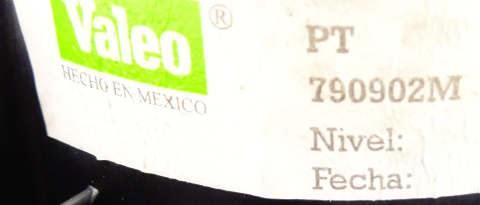 Valeo®
HECHO EN MEXICO
PT
790902M
Nivel:
Fecha: